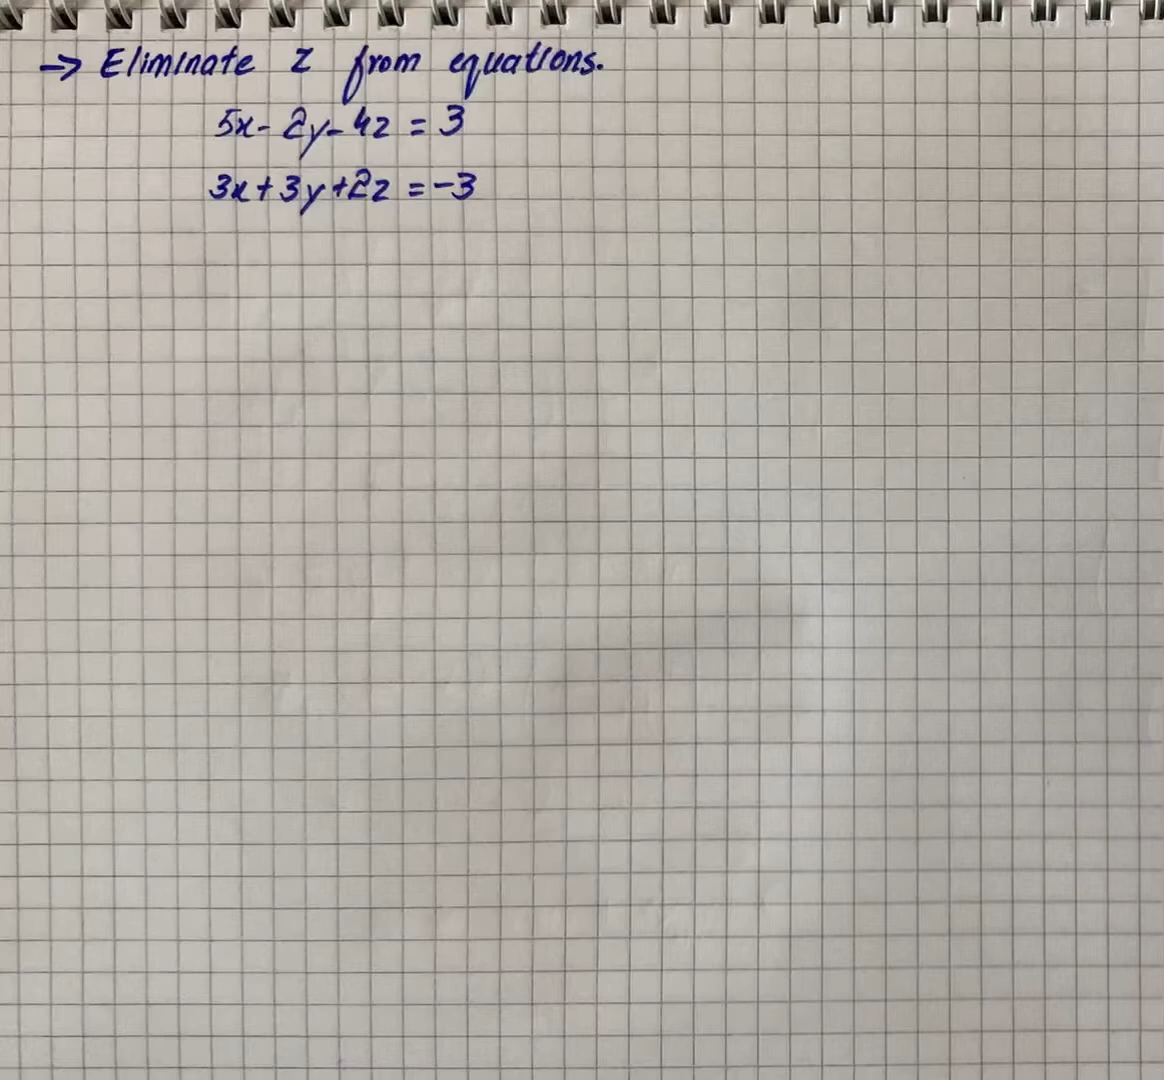 → Eliminate z from equations.
5x - 2y - 4z = 3
3x + 3y + 2z = -3